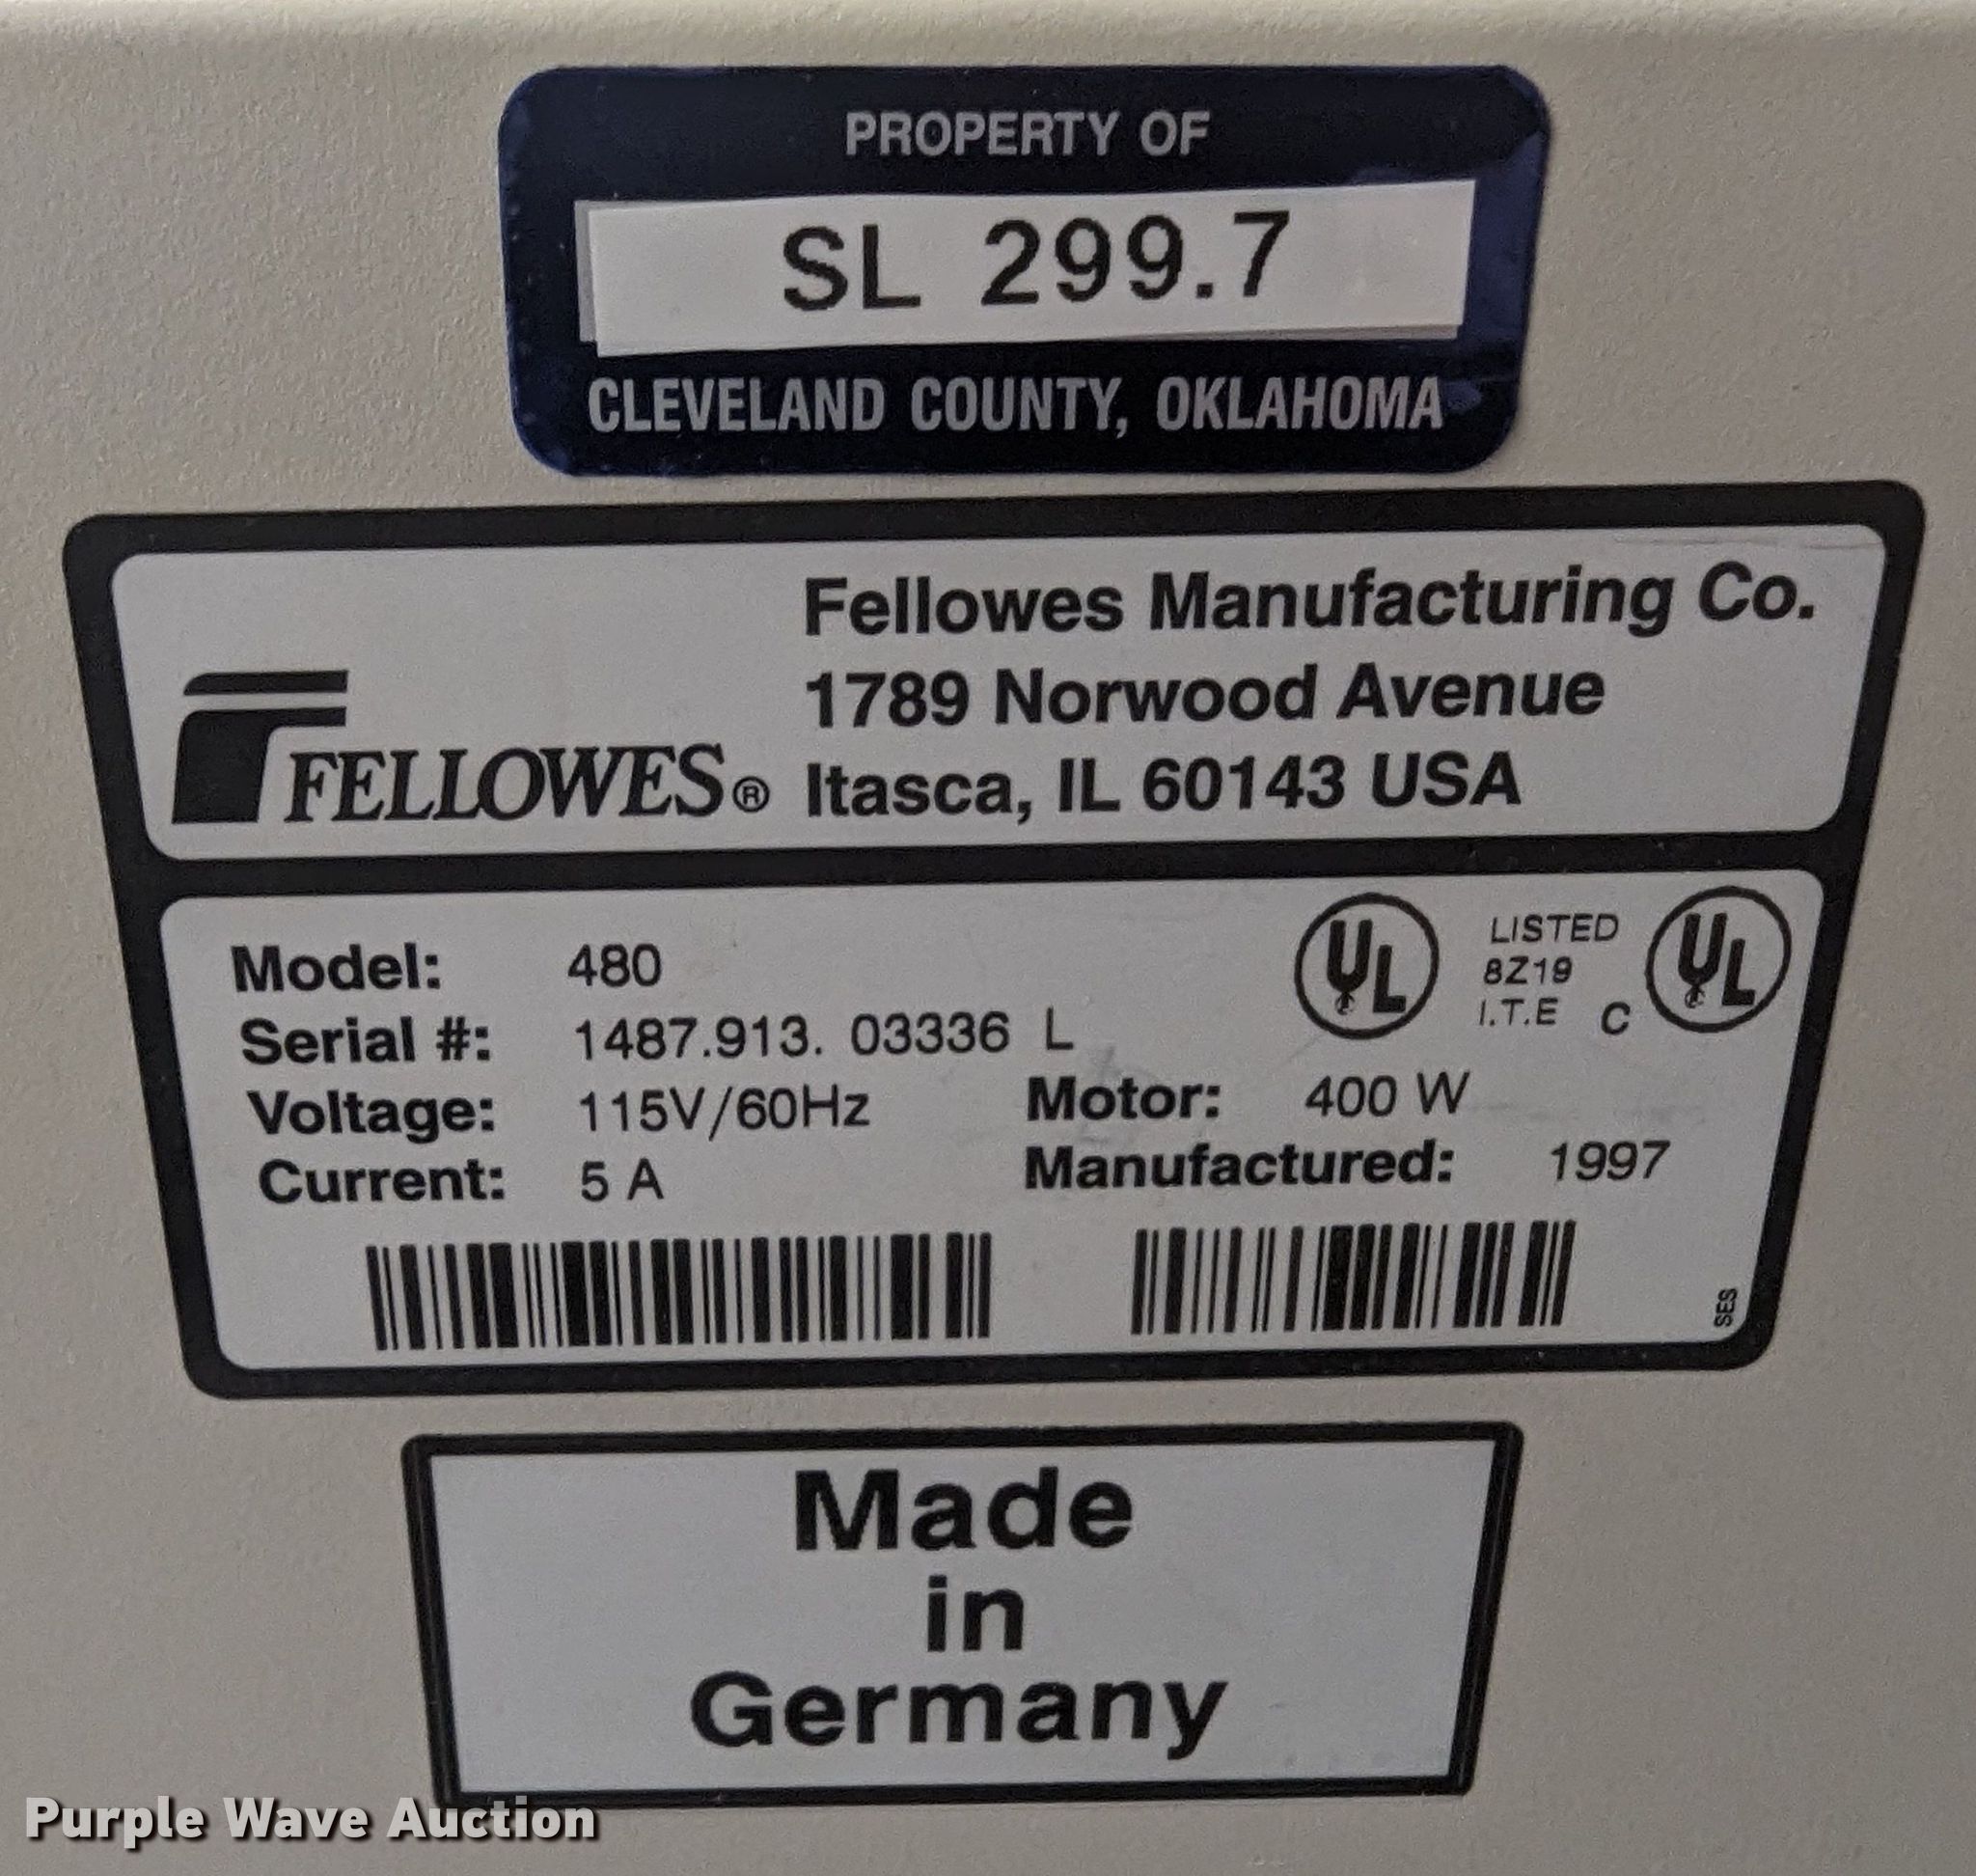 PROPERTY OF
SL 299.7
CLEVELAND COUNTY, OKLAHOMA
Fellowes Manufacturing Co.
1789 Norwood Avenue
FELLOWES® Itasca, IL 60143 USA
Model: 480
UL LISTED 8Z19 I.T.E C UL
Serial #: 1487.913. 03336 L
Voltage: 115V/60Hz Motor: 400 W
Current: 5 A Manufactured: 1997
SES
Made
in
Germany
Purple Wave Auction